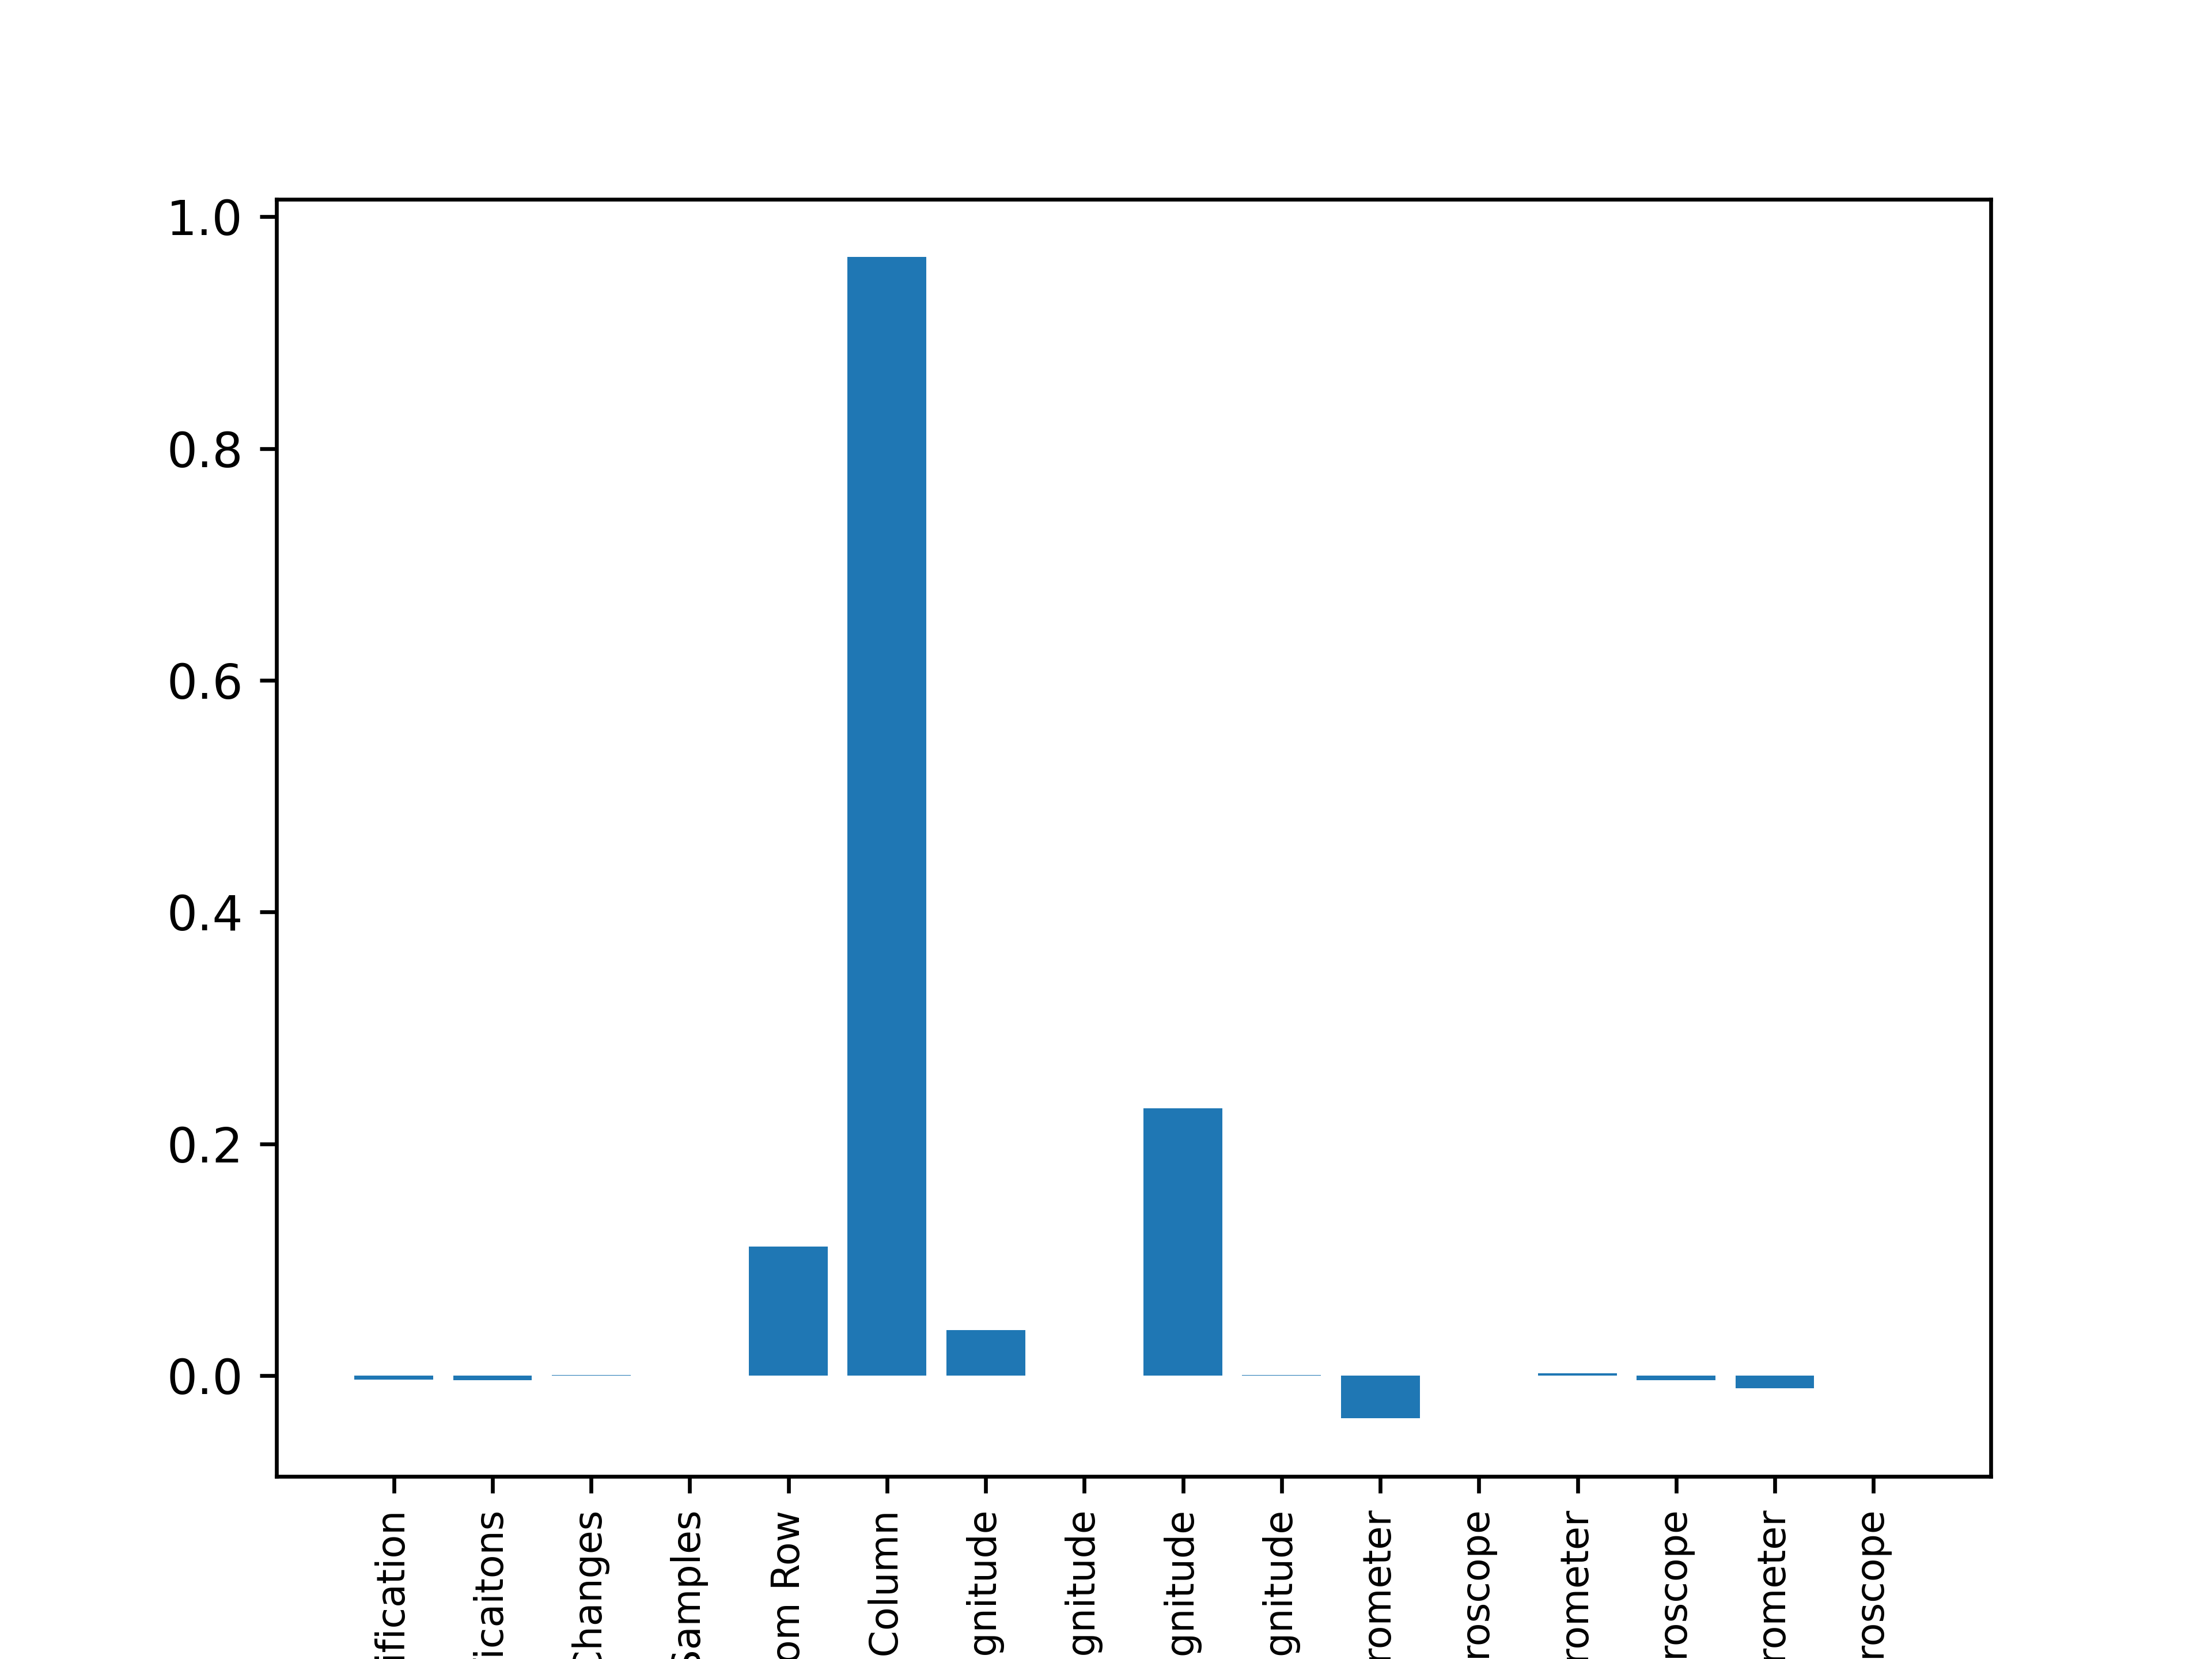 1.0
0.8
0.6
0.4
0.2
0.0
ification
icaitons
Changes
Samples
om Row
Column
gnitude
gnitude
gnitude
gnitude
rometer
roscope
rometer
roscope
rometer
roscope